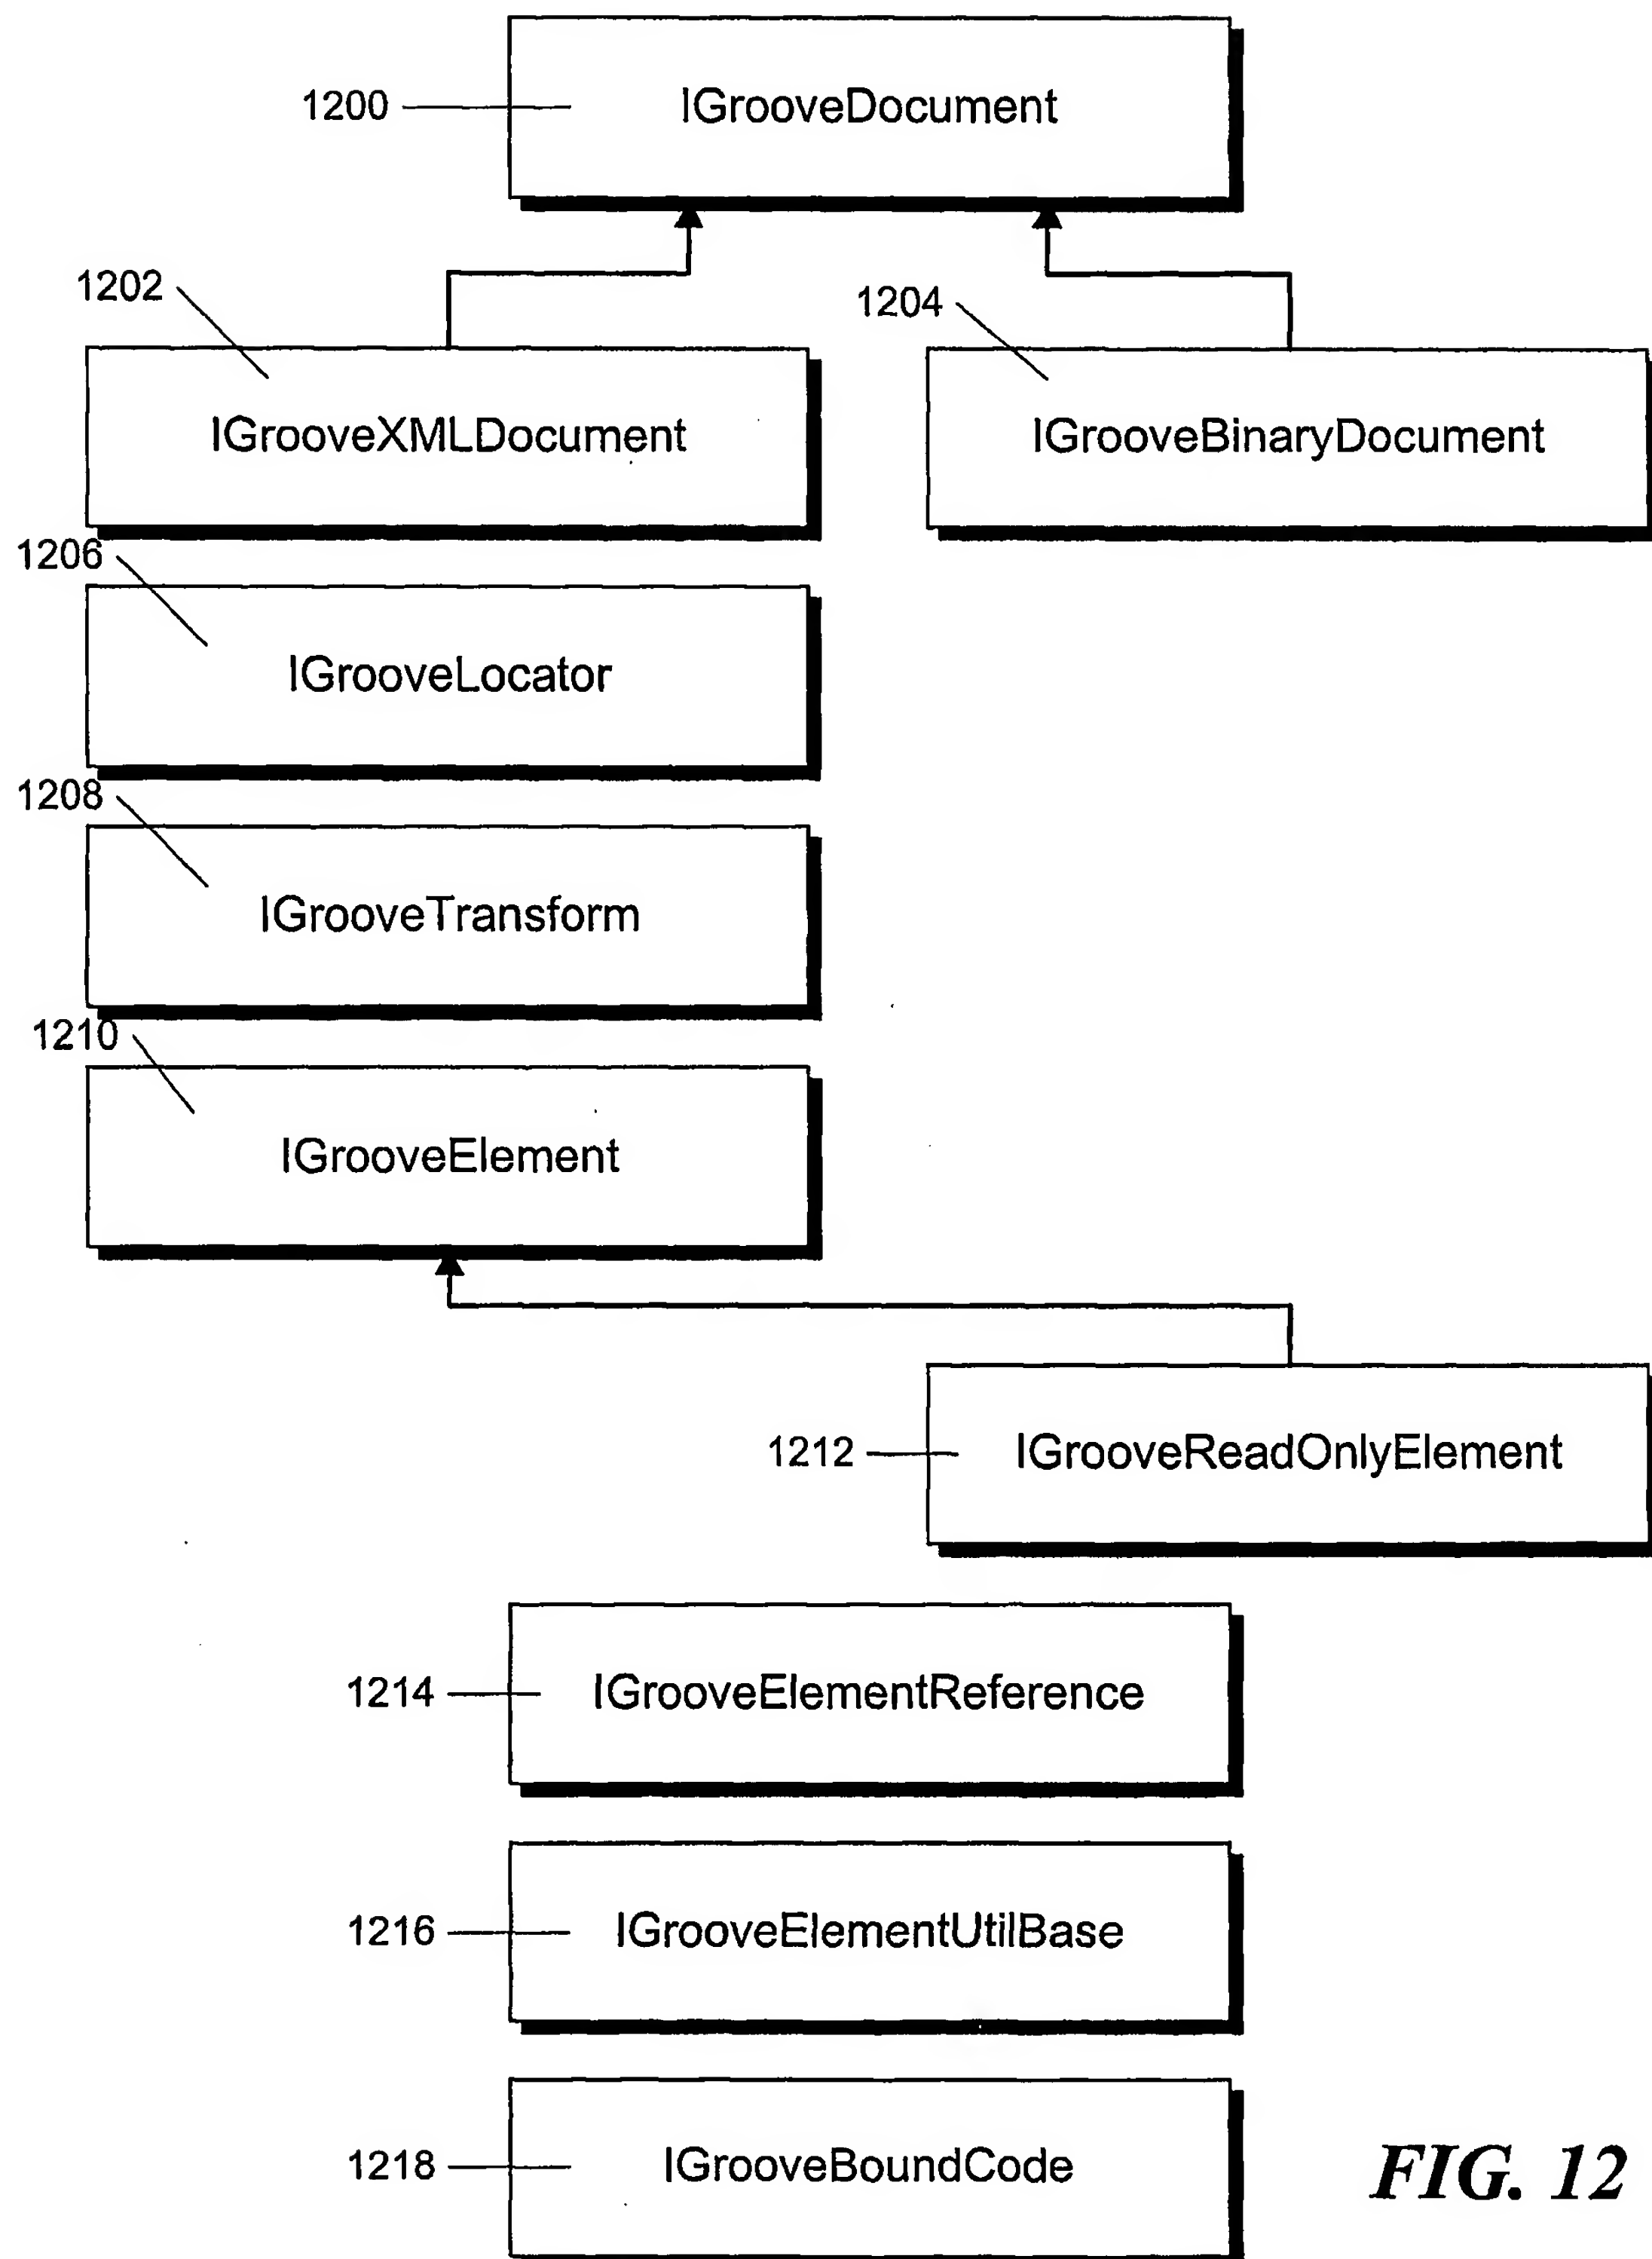 1200
IGrooveDocument
1202
1204
IGrooveXMLDocument
IGrooveBinaryDocument
1206
IGrooveLocator
1208
IGrooveTransform
1210
IGrooveElement
1212
IGrooveReadOnlyElement
1214
IGrooveElementReference
1216
IGrooveElementUtilBase
1218
IGrooveBoundCode
FIG. 12